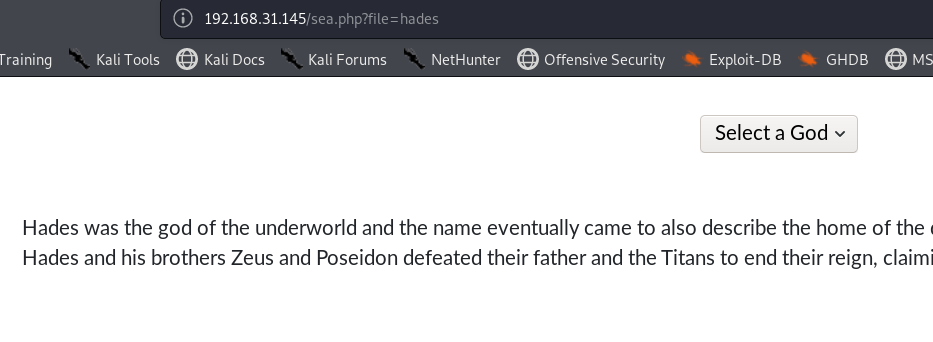 192.168.31.145/sea.php?file=hades
Training Kali Tools Kali Docs Kali Forums NetHunter Offensive Security Exploit-DB GHDB MS
Select a God
Hades was the god of the underworld and the name eventually came to also describe the home of the
Hades and his brothers Zeus and Poseidon defeated their father and the Titans to end their reign,